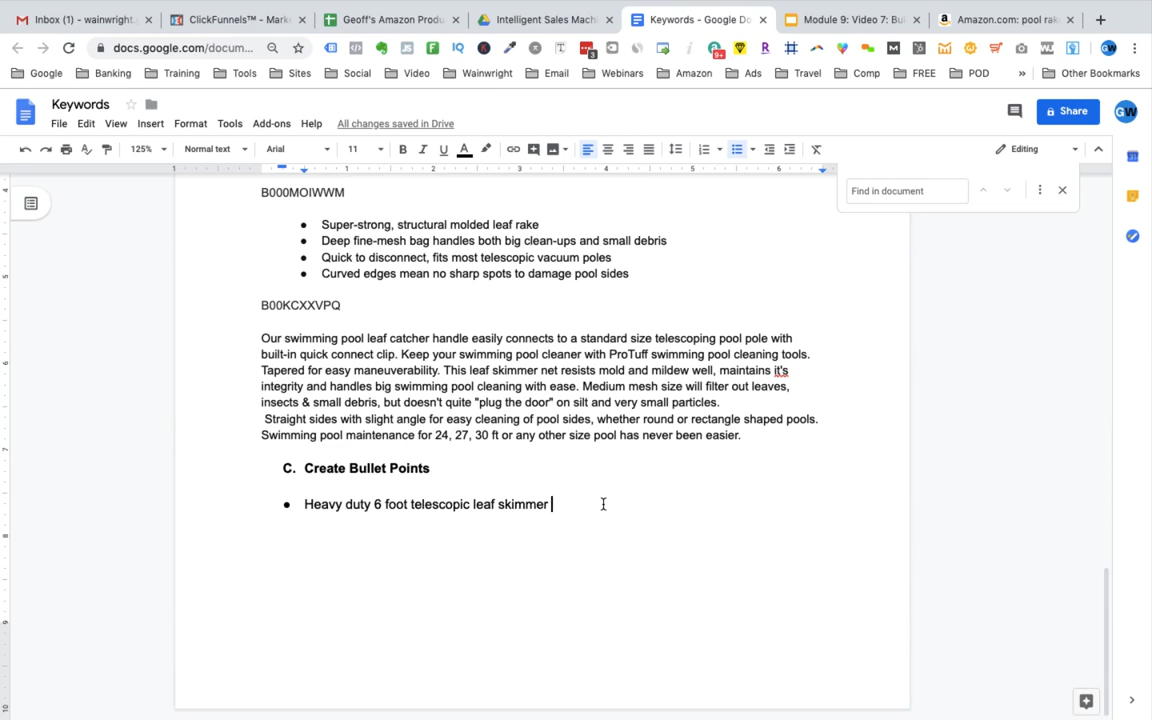 Inbox (1) - wainwright.
ClickFunnels™ - Mark
Geoff's Amazon Produ
Intelligent Sales Mac
Keywords - Google Do
Module 9: Video 7: Bu
Amazon.com: pool rak
docs.google.com/docum...
Google
Banking
Training
Tools
Sites
Social
Video
Wainwright
Email
Webinars
Amazon
Ads
Travel
Comp
FREE
POD
»
Other Bookmarks
Keywords
File Edit View Insert Format Tools Add-ons Help All changes saved in Drive
Share
GW
125% Normal text Arial 11 B I U A Editing
Find in document
B000MOIWWM
● Super-strong, structural molded leaf rake
● Deep fine-mesh bag handles both big clean-ups and small debris
● Quick to disconnect, fits most telescopic vacuum poles
● Curved edges mean no sharp spots to damage pool sides
B00KCXXVPQ
Our swimming pool leaf catcher handle easily connects to a standard size telescoping pool pole with
built-in quick connect clip. Keep your swimming pool cleaner with ProTuff swimming pool cleaning tools.
Tapered for easy maneuverability. This leaf skimmer net resists mold and mildew well, maintains it's
integrity and handles big swimming pool cleaning with ease. Medium mesh size will filter out leaves,
insects & small debris, but doesn't quite "plug the door" on silt and very small particles.
Straight sides with slight angle for easy cleaning of pool sides, whether round or rectangle shaped pools.
Swimming pool maintenance for 24, 27, 30 ft or any other size pool has never been easier.
C. Create Bullet Points
● Heavy duty 6 foot telescopic leaf skimmer